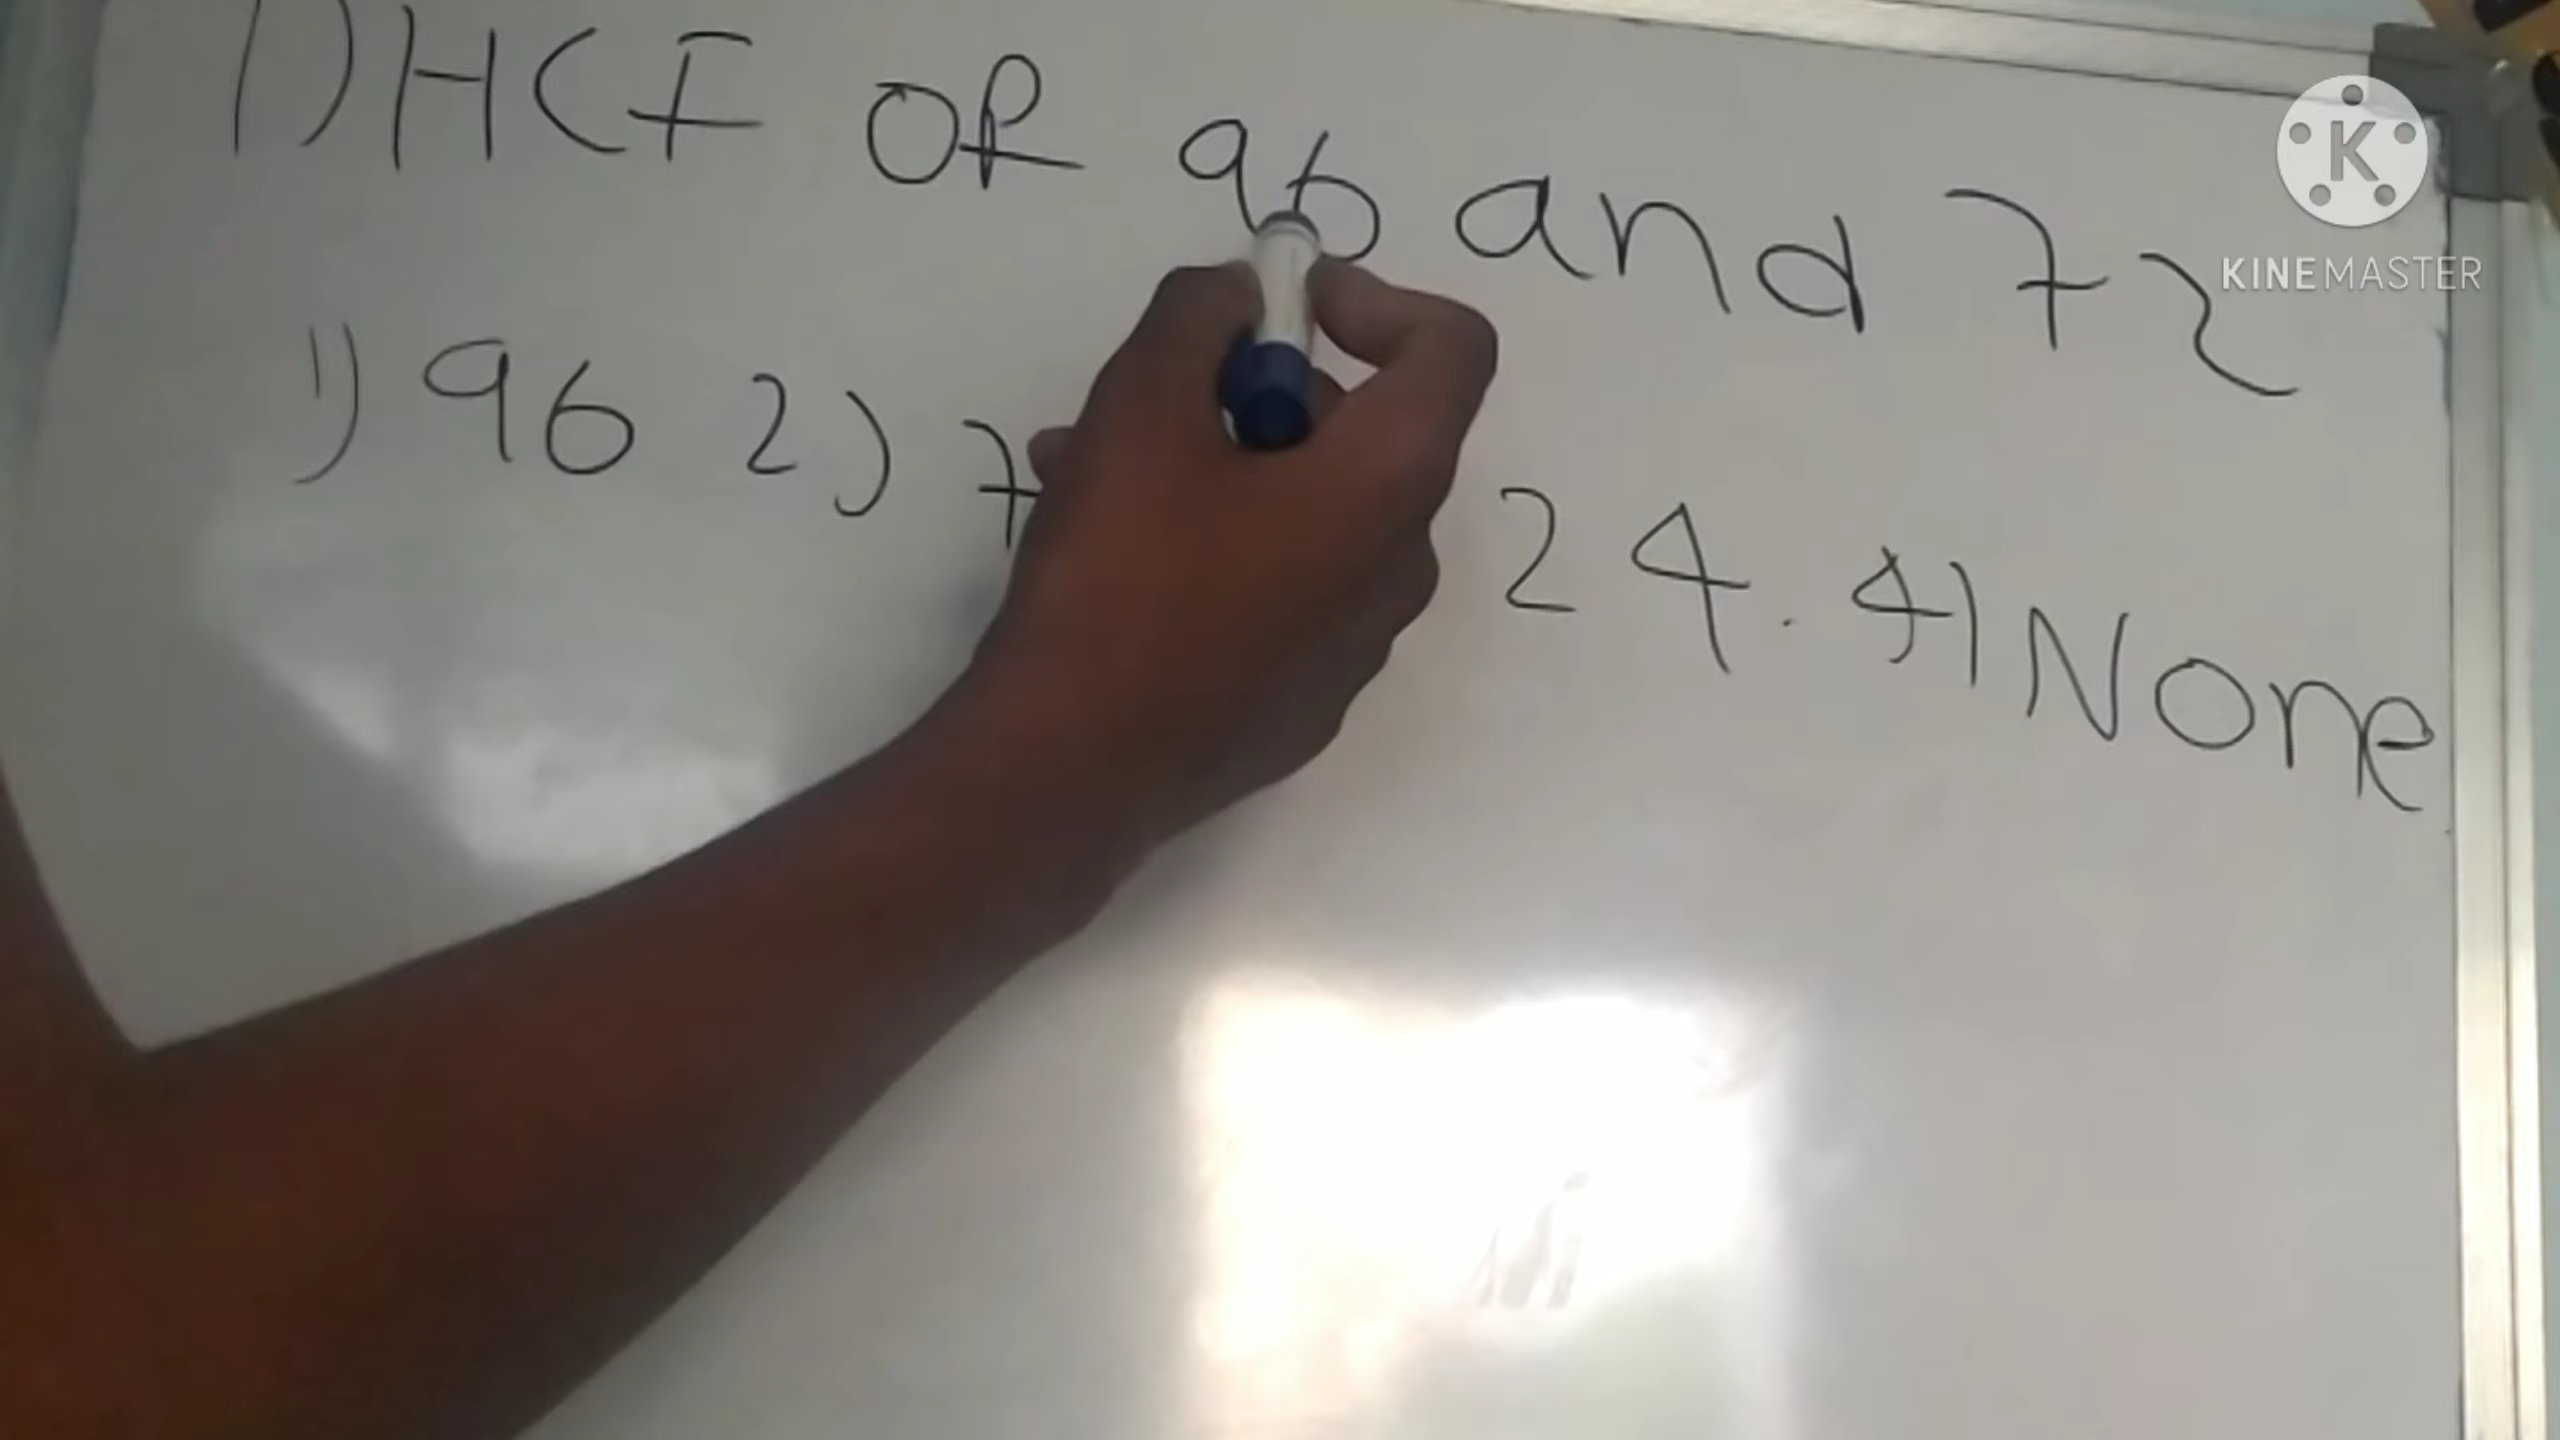 1) HCF OF 96 and 72
1) 96 2) 7 24. 4) None
KINEMASTER